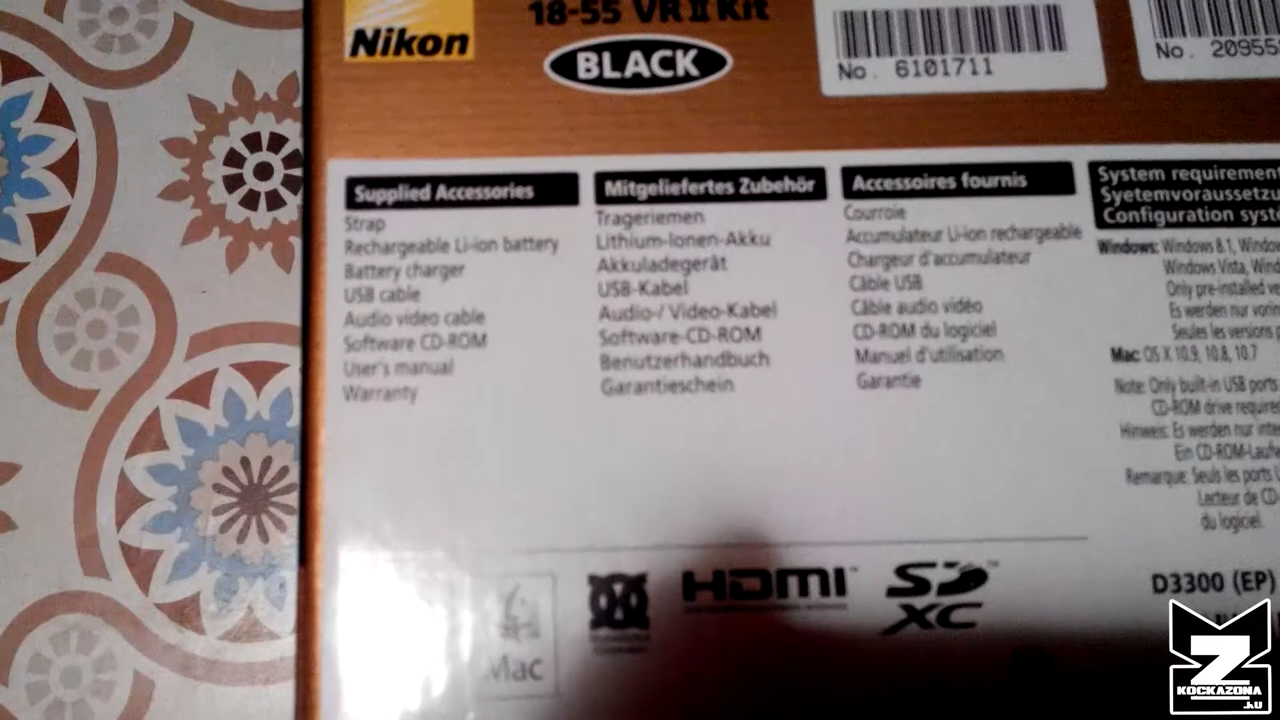 Nikon
18-55 VR II Kit
BLACK
No. 6101711
No. 20955
Supplied Accessories
Strap
Rechargeable Li-ion battery
Battery charger
USB cable
Audio video cable
Software CD-ROM
User's manual
Warranty
Mitgeliefertes Zubehör
Trageriemen
Lithium-Ionen-Akku
Akkuladegerät
USB-Kabel
Audio-/ Video-Kabel
Software-CD-ROM
Benutzerhandbuch
Garantieschein
Accessoires fournis
Courroie
Accumulateur Li-ion rechargeable
Chargeur d'accumulateur
Câble USB
Câble audio vidéo
CD-ROM du logiciel
Manuel d'utilisation
Garantie
System requirement
Syetemvoraussetzu
Configuration systè
Windows: Windows 8.1, Window
Windows Vista, Wind
Only pre-installed ve
Es werden nur vorin
Seules les versions p
Mac: OS X 10.9, 10.8, 10.7
Note: Only built-in USB ports
CD-ROM drive require
Hinweis: Es werden nur inte
Ein CD-ROM-Laufw
Remarque: Seuls les ports U
Lecteur de CD-
du logiciel.
Mac
HDMI
SD
XC
D3300 (EP)
Z
KOCKAZONA
.HU